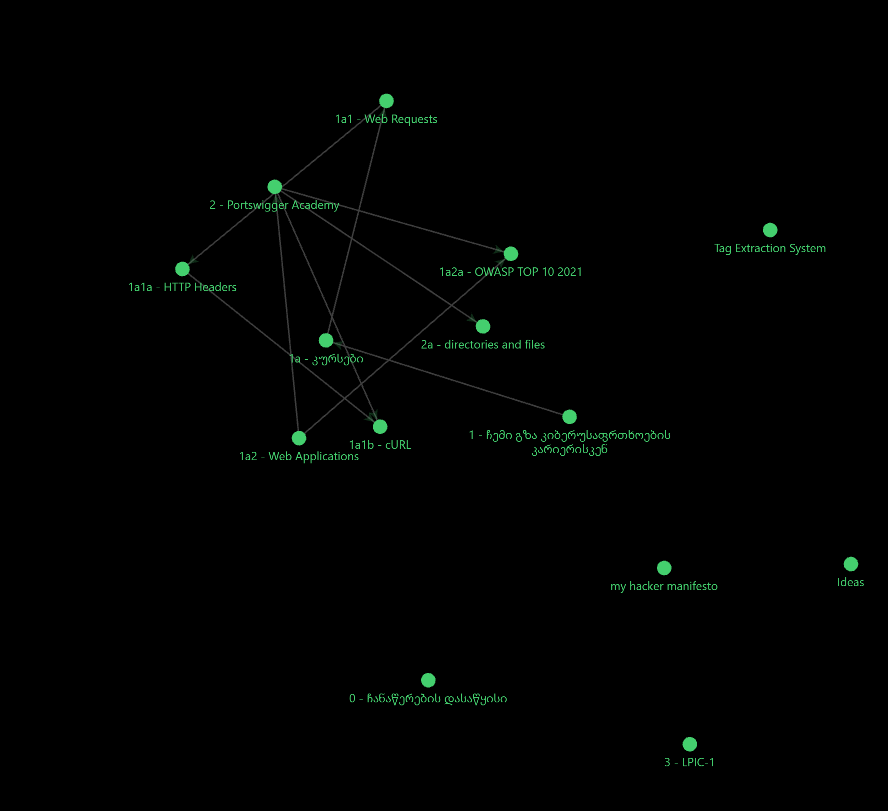 1a1 - Web Requests
2 - Portswigger Academy
Tag Extraction System
1a2a - OWASP TOP 10 2021
1a1a - HTTP Headers
2a - directories and files
1a - კურსები
1 - ჩემი გზა კიბერუსაფრთხოების
კარიერისკენ
1a1b - cURL
1a2 - Web Applications
my hacker manifesto
Ideas
0 - ჩანაწერების დასაწყისი
3 - LPIC-1